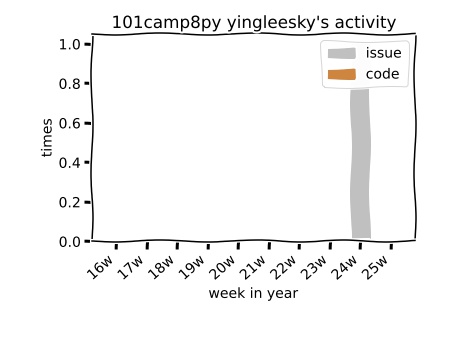 101camp8py yingleesky's activity
1.0
0.8
0.6
0.4
0.2
0.0
times
issue
code
16w 17w 18w 19w 20w 21w 22w 23w 24w 25w
week in year